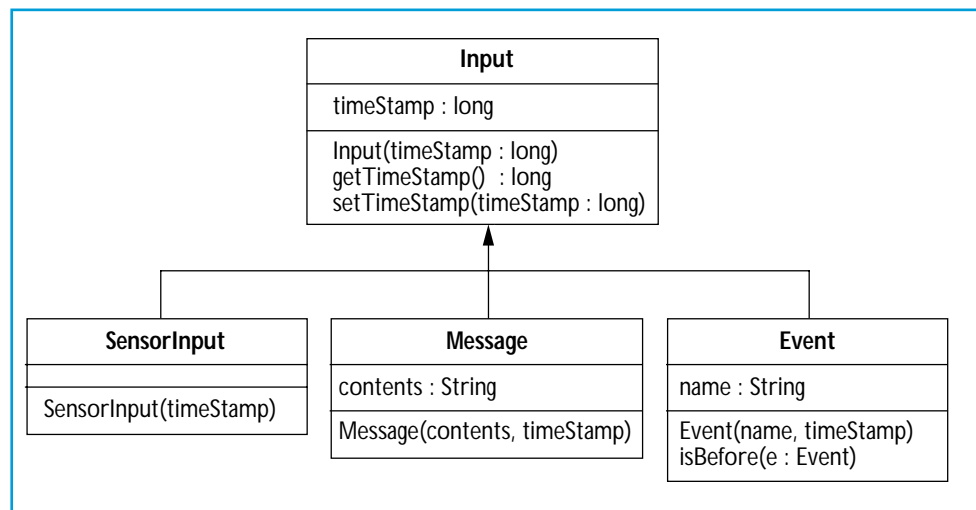 Input
timeStamp : long
Input(timeStamp : long)
getTimeStamp() : long
setTimeStamp(timeStamp : long)
SensorInput
SensorInput(timeStamp)
Message
contents : String
Message(contents, timeStamp)
Event
name : String
Event(name, timeStamp)
isBefore(e : Event)